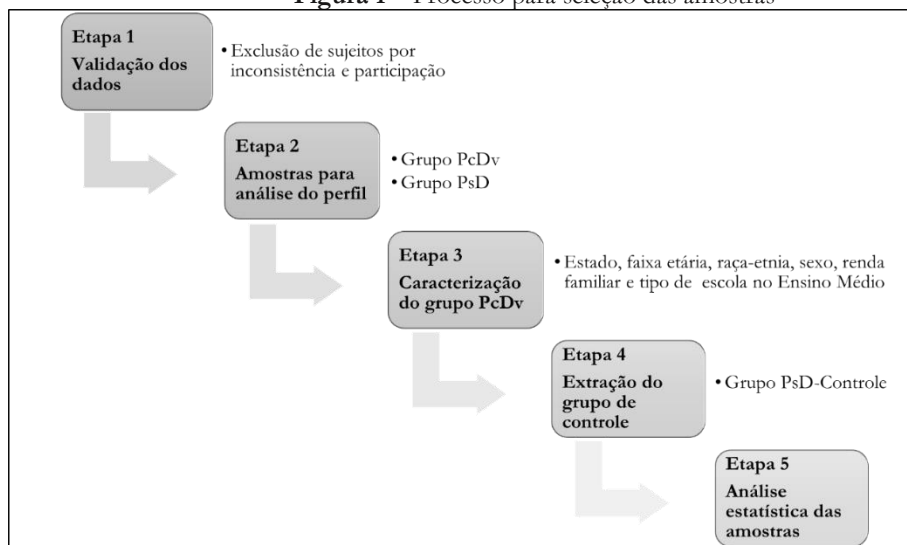 Figura 1 – Processo para seleção das amostras
Etapa 1
Validação dos
dados
• Exclusão de sujeitos por
inconsistência e participação
Etapa 2
Amostras para
análise do perfil
• Grupo PcDv
• Grupo PsD
Etapa 3
Caracterização
do grupo PcDv
• Estado, faixa etária, raça-etnia, sexo, renda
familiar e tipo de escola no Ensino Médio
Etapa 4
Extração do
grupo de
controle
• Grupo PsD-Controle
Etapa 5
Análise
estatística das
amostras